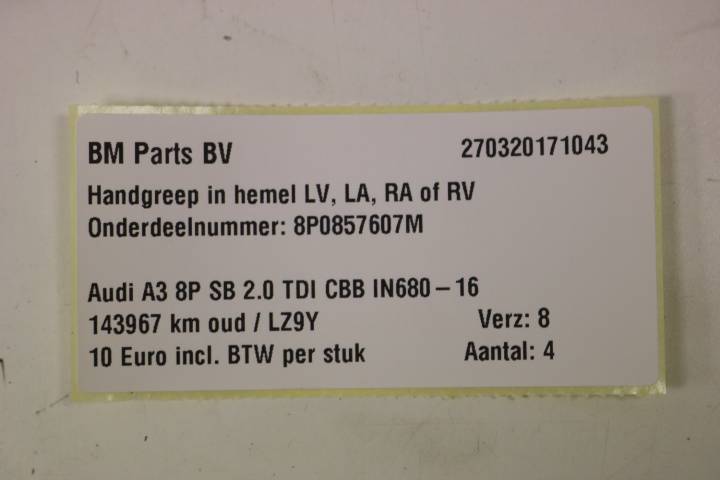 BM Parts BV 270320171043
Handgreep in hemel LV, LA, RA of RV
Onderdeelnummer: 8P0857607M
Audi A3 8P SB 2.0 TDI CBB IN680-16
143967 km oud / LZ9Y Verz: 8
10 Euro incl. BTW per stuk Aantal: 4